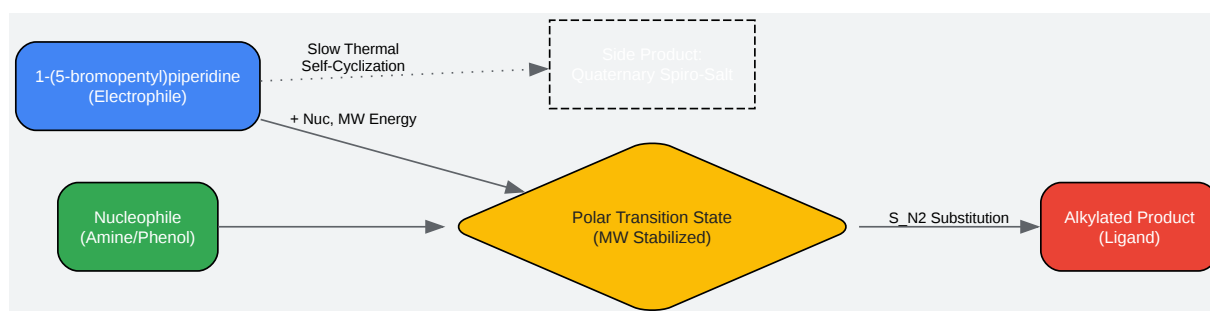 1-(5-bromopentyl)piperidine
(Electrophile)
Slow Thermal
Self-Cyclization
Side Product:
Quaternary Spiro-Salt
+ Nuc, MW Energy
Nucleophile
(Amine/Phenol)
Polar Transition State
(MW Stabilized)
S_N2 Substitution
Alkylated Product
(Ligand)